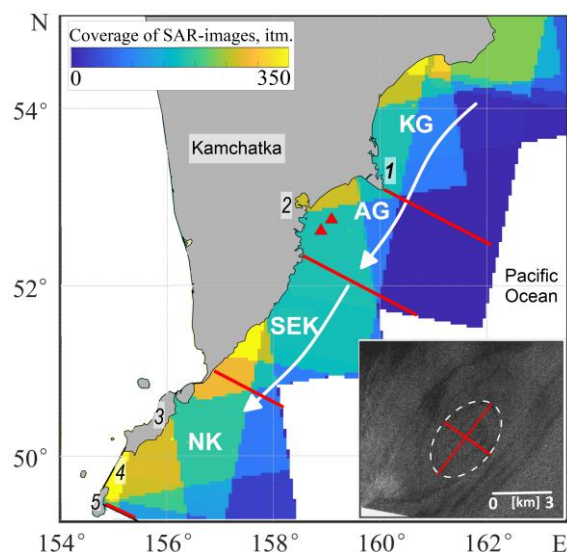 N
Coverage of SAR-images, itm.
0 350
54°
KG
Kamchatka
1
2
AG
52°
Pacific
Ocean
SEK
3
NK
50°
4
5
0 [km] 3
154° 156° 158° 160° 162° E